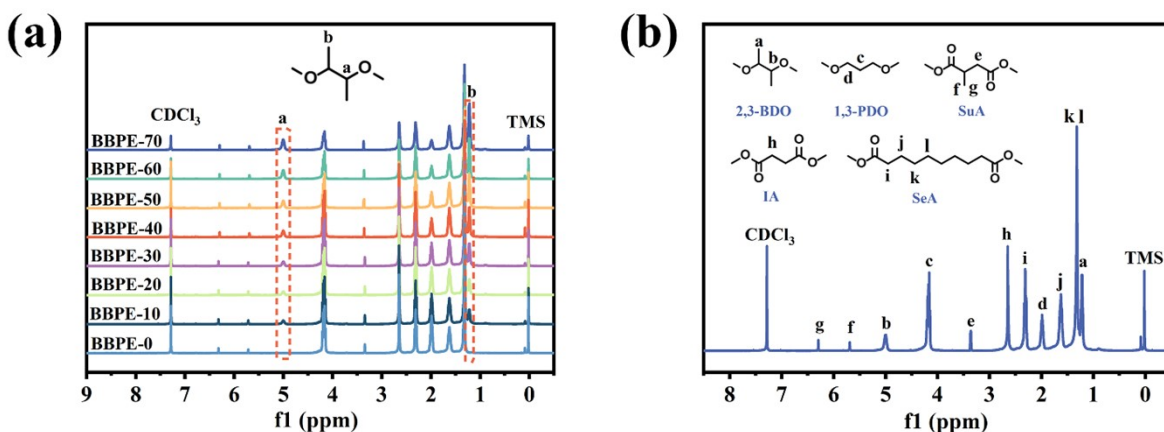 (a)
b
O
a
O
CDCl3
a
b
TMS
BBPE-70
BBPE-60
BBPE-50
BBPE-40
BBPE-30
BBPE-20
BBPE-10
BBPE-0
9 8 7 6 5 4 3 2 1 0
f1 (ppm)
(b)
a
b
O
O
2,3-BDO
c
d
O
O
1,3-PDO
O
e
O
O
f
g
O
SuA
h
O
O
O
O
IA
O
j
l
O
i
k
O
O
SeA
CDCl3
g
f
b
c
e
h
i
d
j
k l
a
TMS
8 7 6 5 4 3 2 1 0
f1 (ppm)